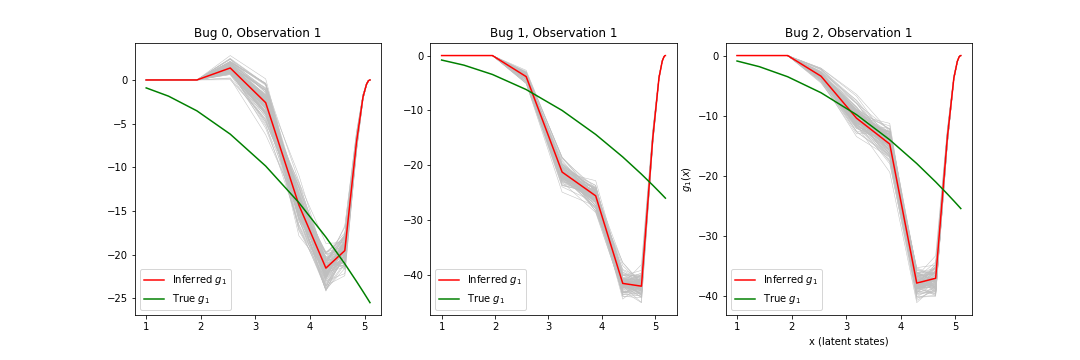 Bug 0, Observation 1
0
−5
−10
−15
−20
−25
1 2 3 4 5
Inferred g₁
True g₁
Bug 1, Observation 1
0
−10
−20
−30
−40
1 2 3 4 5
Inferred g₁
True g₁
Bug 2, Observation 1
g₁(x)
0
−10
−20
−30
−40
1 2 3 4 5
x (latent states)
Inferred g₁
True g₁